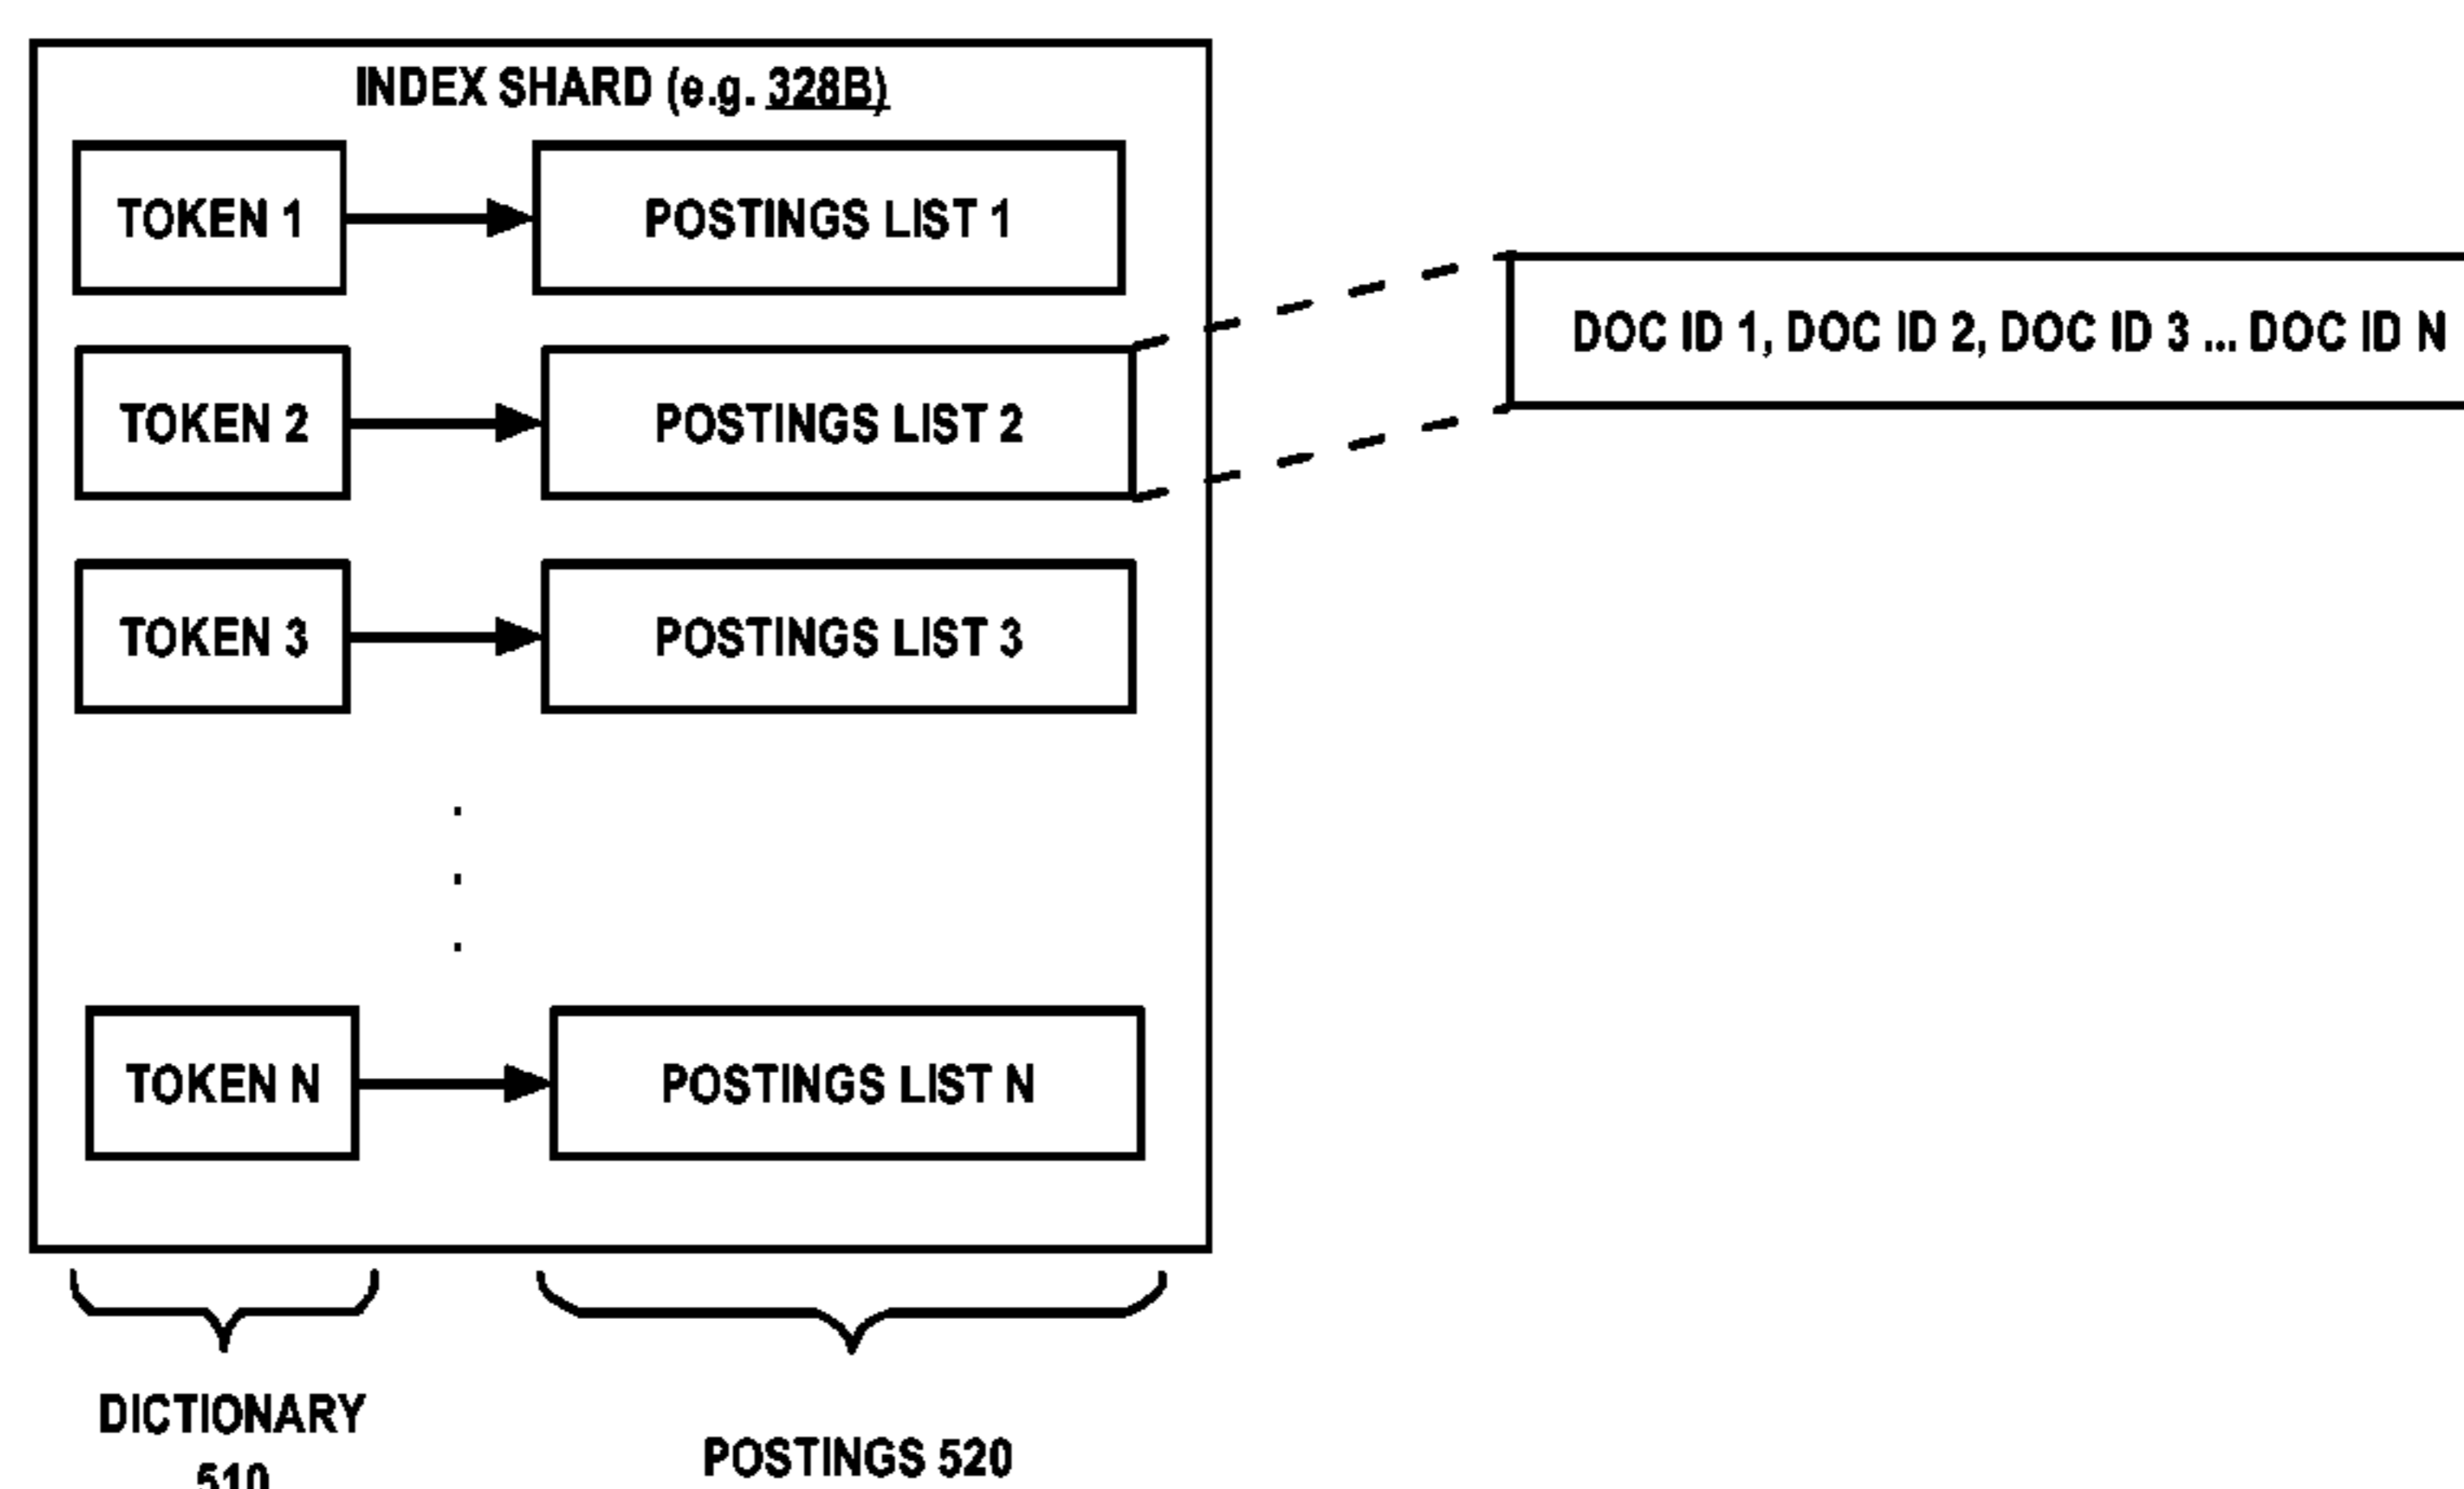 INDEX SHARD (e.g. 328B)
TOKEN 1
POSTINGS LIST 1
DOC ID 1, DOC ID 2, DOC ID 3 ... DOC ID N
TOKEN 2
POSTINGS LIST 2
TOKEN 3
POSTINGS LIST 3
.
.
.
TOKEN N
POSTINGS LIST N
DICTIONARY
510
POSTINGS 520